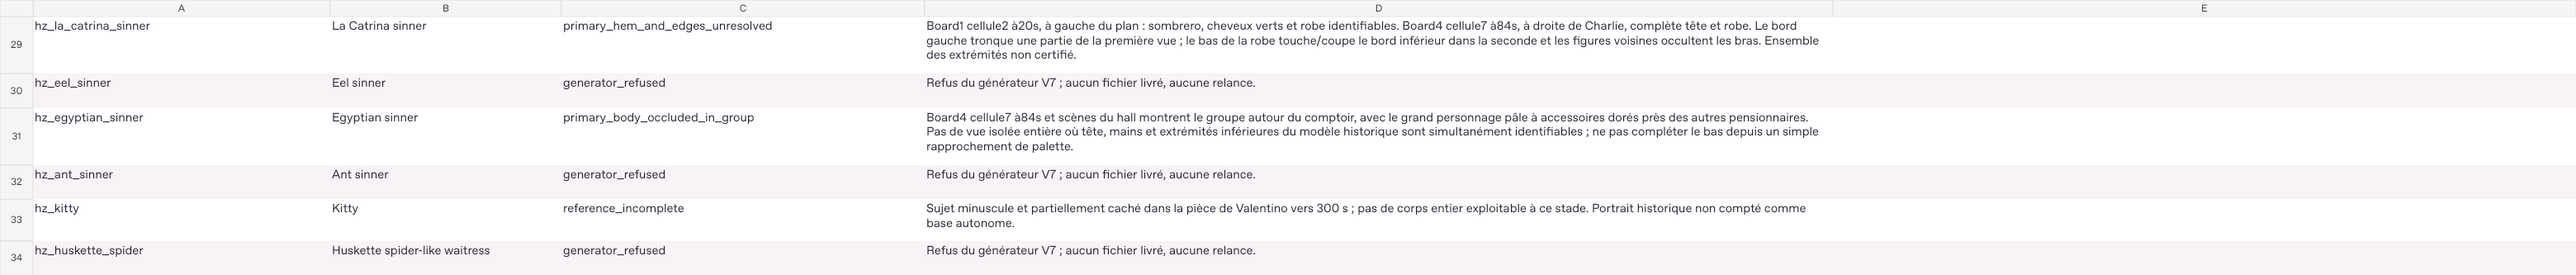 A B C D E
29 hz_la_catrina_sinner La Catrina sinner primary_hem_and_edges_unresolved Board1 cellule2 à20s, à gauche du plan : sombrero, cheveux verts et robe identifiables. Board4 cellule7 à84s, à droite de Charlie, complète tête et robe. Le bord
gauche tronque une partie de la première vue ; le bas de la robe touche/coupe le bord inférieur dans la seconde et les figures voisines occultent les bras. Ensemble
des extrémités non certifié.
30 hz_eel_sinner Eel sinner generator_refused Refus du générateur V7 ; aucun fichier livré, aucune relance.
31 hz_egyptian_sinner Egyptian sinner primary_body_occluded_in_group Board4 cellule7 à84s et scènes du hall montrent le groupe autour du comptoir, avec le grand personnage pâle à accessoires dorés près des autres pensionnaires.
Pas de vue isolée entière où tête, mains et extrémités inférieures du modèle historique sont simultanément identifiables ; ne pas compléter le bas depuis un simple
rapprochement de palette.
32 hz_ant_sinner Ant sinner generator_refused Refus du générateur V7 ; aucun fichier livré, aucune relance.
33 hz_kitty Kitty reference_incomplete Sujet minuscule et partiellement caché dans la pièce de Valentino vers 300 s ; pas de corps entier exploitable à ce stade. Portrait historique non compté comme
base autonome.
34 hz_huskette_spider Huskette spider-like waitress generator_refused Refus du générateur V7 ; aucun fichier livré, aucune relance.